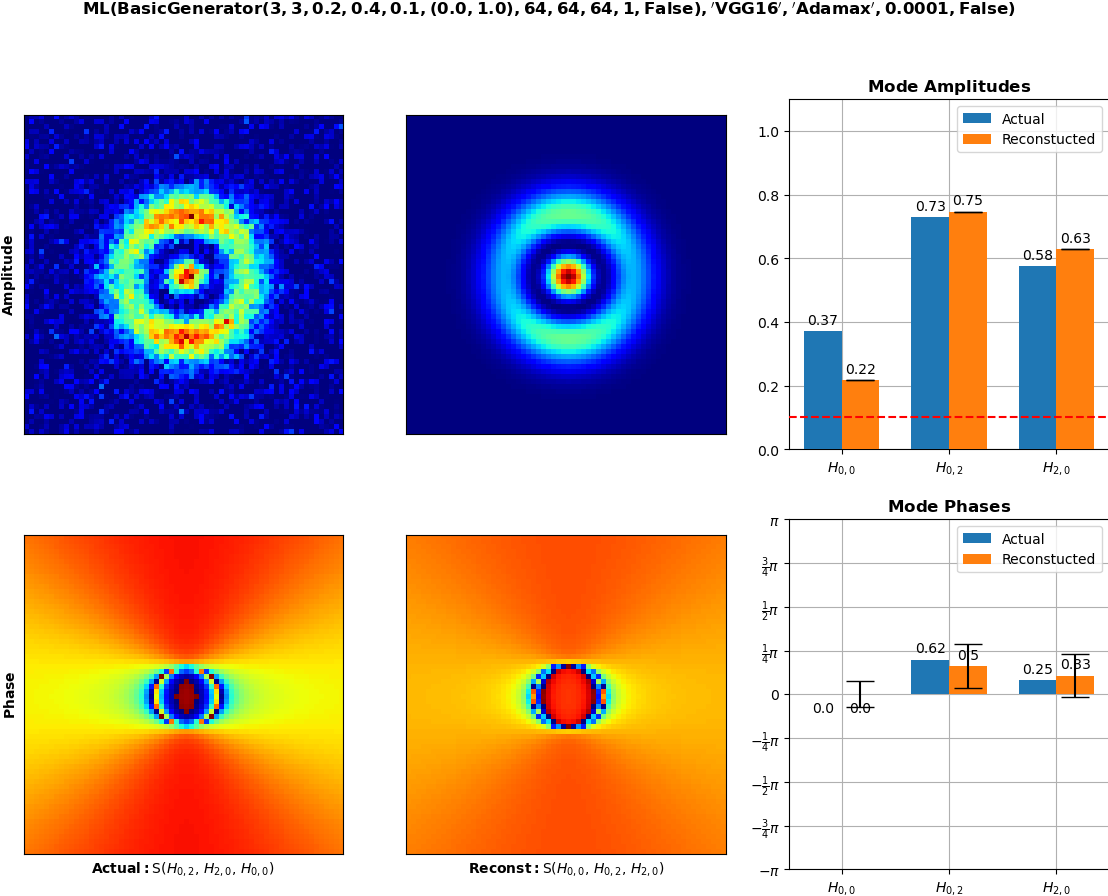 ML(BasicGenerator(3, 3, 0.2, 0.4, 0.1, (0.0, 1.0), 64, 64, 64, 1, False), ′VGG16′, ′Adamax′, 0.0001, False)
Mode Amplitudes
Actual
Reconstucted
1.0
0.8
0.6
0.4
0.2
0.0
0.37
0.22
0.73
0.75
0.58
0.63
H0,0
H0,2
H2,0
Amplitude
Mode Phases
Actual
Reconstucted
π
3/4π
1/2π
1/4π
0
−1/4π
−1/2π
−3/4π
−π
0.0
0.0
0.62
0.5
0.25
0.33
H0,0
H0,2
H2,0
Phase
Actual: S(H0,2, H2,0, H0,0)
Reconst: S(H0,0, H0,2, H2,0)